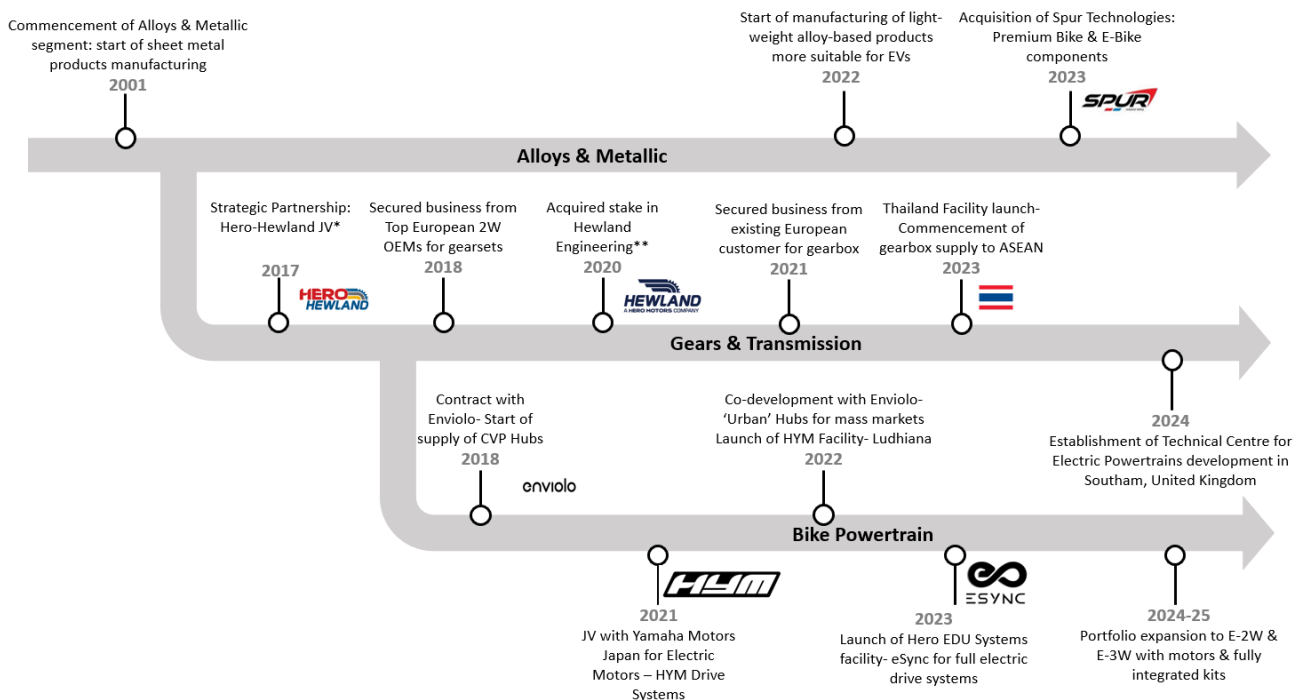 Commencement of Alloys & Metallic
segment: start of sheet metal
products manufacturing
2001
Start of manufacturing of light-
weight alloy-based products
more suitable for EVs
2022
Acquisition of Spur Technologies:
Premium Bike & E-Bike
components
2023
SPUR
Alloys & Metallic
Strategic Partnership:
Hero-Hewland JV*
2017
HERO
HEWLAND
Secured business from
Top European 2W
OEMs for gearsets
2018
Acquired stake in
Hewland
Engineering**
2020
HEWLAND
A HERO MOTORS COMPANY
Secured business from
existing European
customer for gearbox
2021
Thailand Facility launch-
Commencement of
gearbox supply to ASEAN
2023
Gears & Transmission
2024
Establishment of Technical Centre for
Electric Powertrains development in
Southam, United Kingdom
Contract with
Enviolo- Start of
supply of CVP Hubs
2018
enviolo
Co-development with Enviolo-
‘Urban’ Hubs for mass markets
Launch of HYM Facility- Ludhiana
2022
Bike Powertrain
HYM
2021
JV with Yamaha Motors
Japan for Electric
Motors – HYM Drive
Systems
ESYNC
2023
Launch of Hero EDU Systems
facility- eSync for full electric
drive systems
2024-25
Portfolio expansion to E-2W &
E-3W with motors & fully
integrated kits